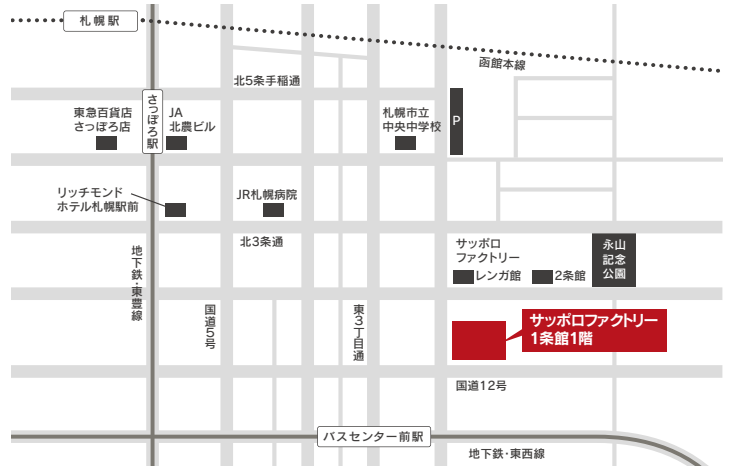 札幌駅
函館本線
北5条手稲通
東急百貨店
さっぽろ店
さっぽろ駅
JA
北農ビル
札幌市立
中央中学校
P
リッチモンド
ホテル札幌駅前
JR札幌病院
北3条通
サッポロ
ファクトリー
レンガ館
2条館
永山
記念
公園
地下鉄・東豊線
国道5号
東3丁目通
サッポロファクトリー
1条館1階
国道12号
バスセンター前駅
地下鉄・東西線